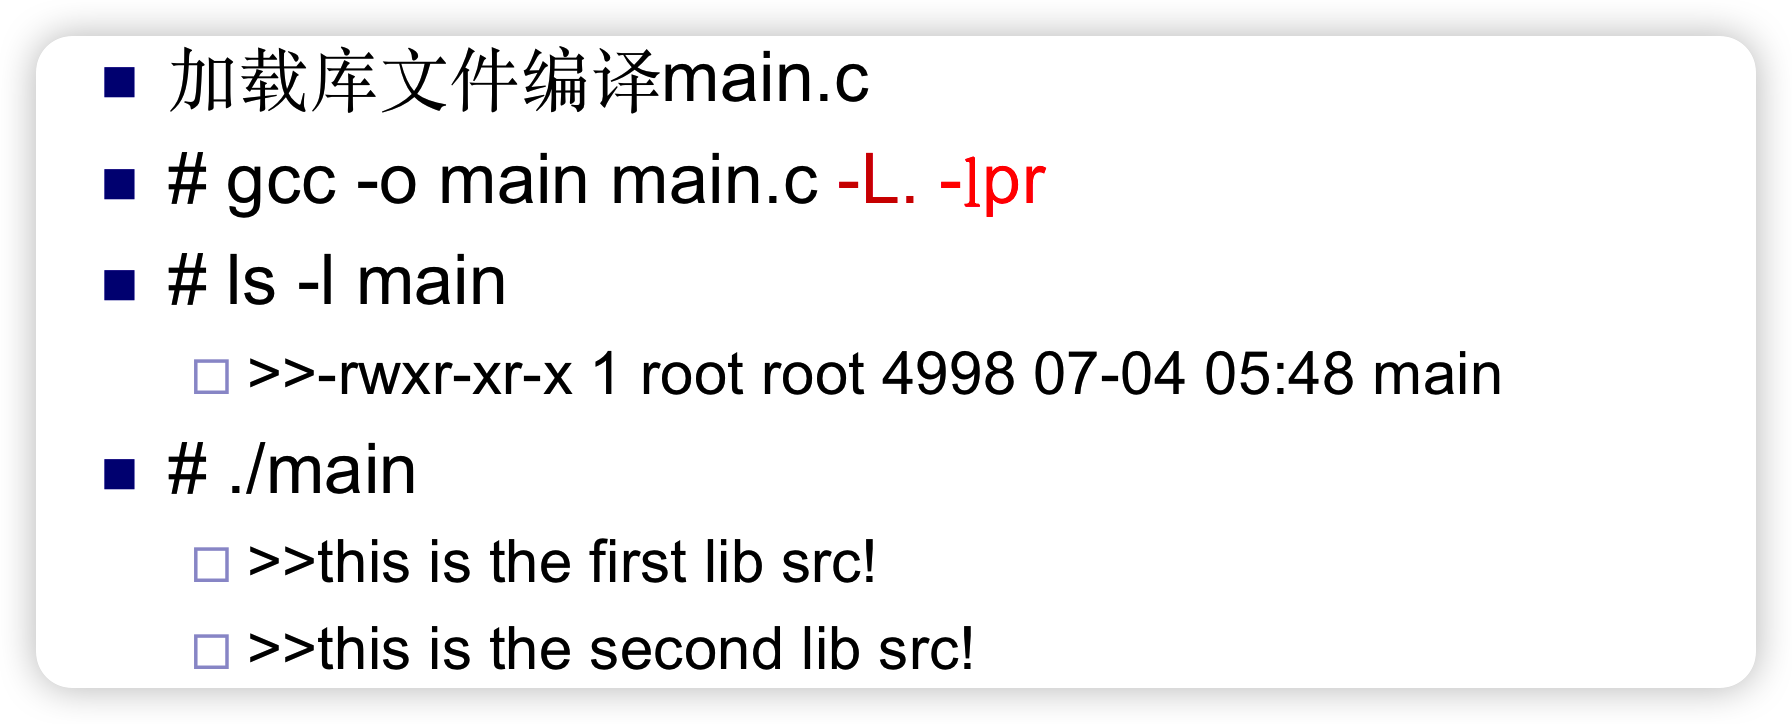 加载库文件编译main.c
# gcc -o main main.c -L. -lpr
# ls -l main
>>-rwxr-xr-x 1 root root 4998 07-04 05:48 main
# ./main
>>this is the first lib src!
>>this is the second lib src!